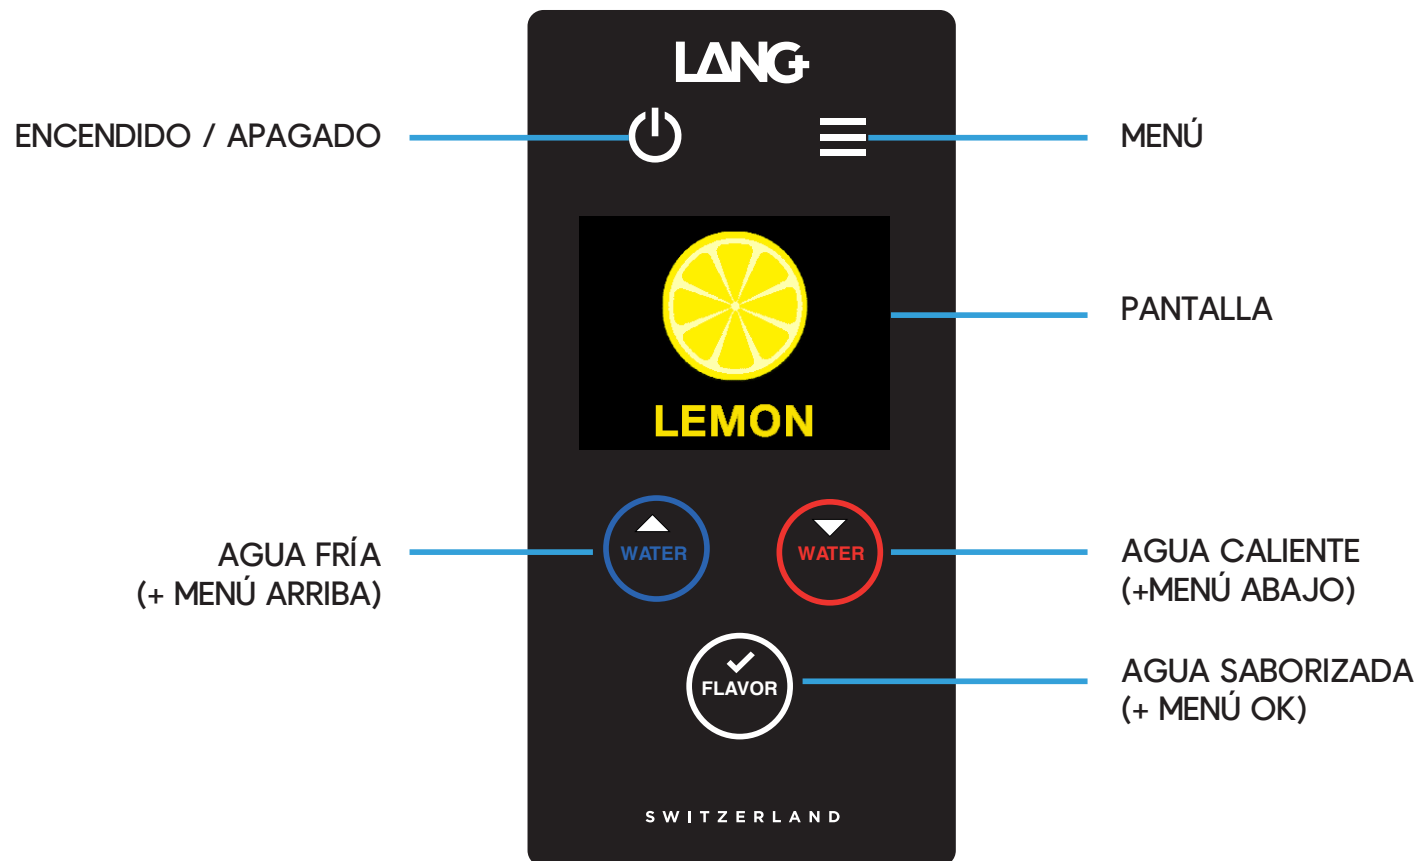 LANG+
ENCENDIDO / APAGADO
MENÚ
PANTALLA
LEMON
WATER
WATER
AGUA FRÍA
(+ MENÚ ARRIBA)
AGUA CALIENTE
(+MENÚ ABAJO)
FLAVOR
AGUA SABORIZADA
(+ MENÚ OK)
SWITZERLAND